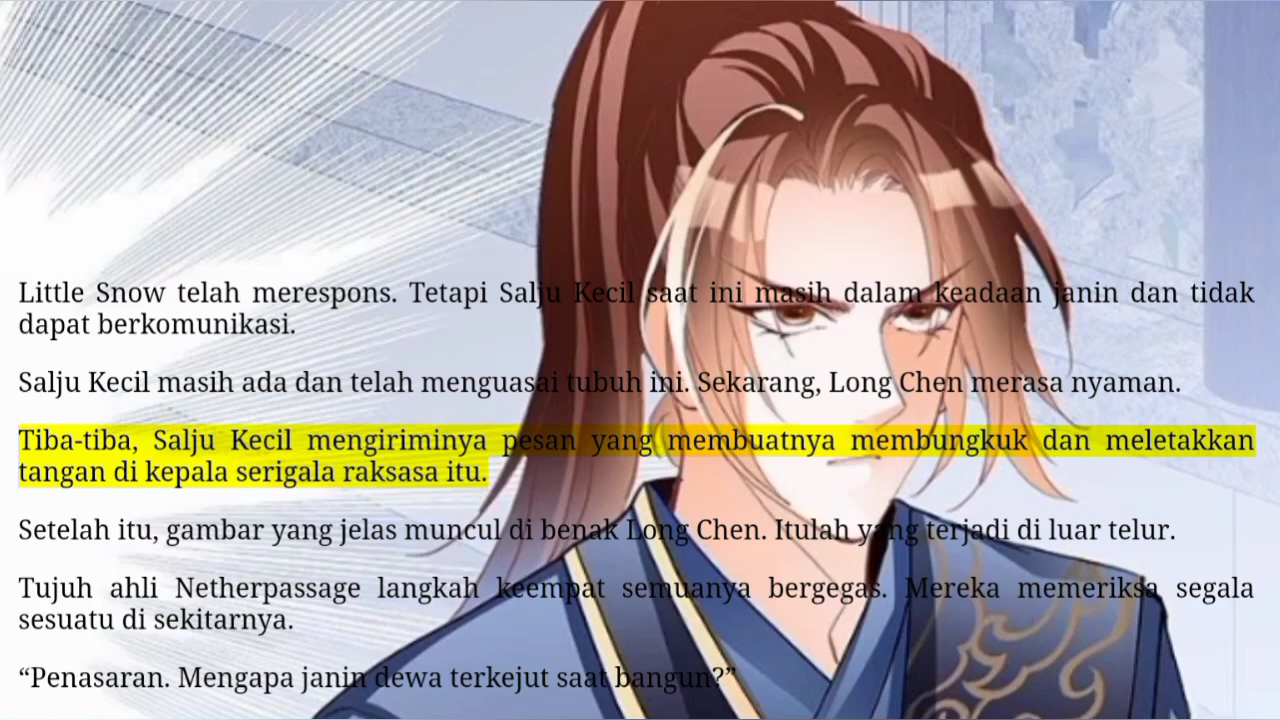 Little Snow telah merespons. Tetapi Salju Kecil saat ini masih dalam keadaan janin dan tidak
dapat berkomunikasi.
Salju Kecil masih ada dan telah menguasai tubuh ini. Sekarang, Long Chen merasa nyaman.
Tiba-tiba, Salju Kecil mengiriminya pesan yang membuatnya membungkuk dan meletakkan
tangan di kepala serigala raksasa itu.
Setelah itu, gambar yang jelas muncul di benak Long Chen. Itulah yang terjadi di luar telur.
Tujuh ahli Netherpassage langkah keempat semuanya bergegas. Mereka memeriksa segala
sesuatu di sekitarnya.
“Penasaran. Mengapa janin dewa terkejut saat bangun?”